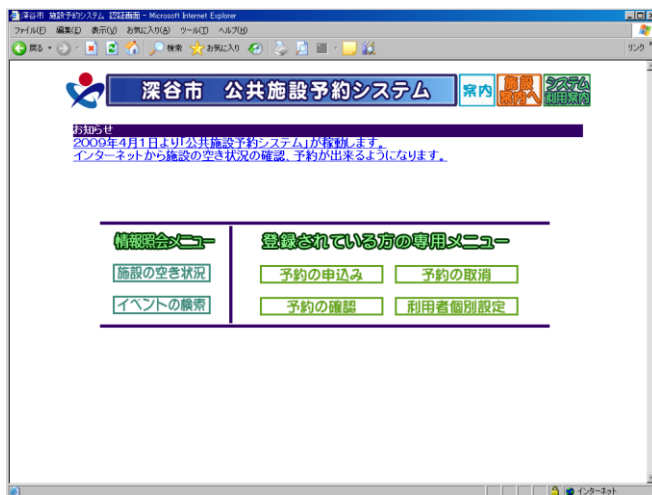 深谷市 施設予約システム 認証画面 - Microsoft Internet Explorer
ファイル(F) 編集(E) 表示(V) お気に入り(A) ツール(T) ヘルプ(H)
戻る 検索 お気に入り リンク
深谷市 公共施設予約システム 案内 施設案内へ システム利用案内
お知らせ
2009年4月1日より「公共施設予約システム」が稼動します。
インターネットから施設の空き状況の確認、予約が出来るようになります。
情報照会メニュー 登録されている方の専用メニュー
施設の空き状況 予約の申込み 予約の取消
イベントの検索 予約の確認 利用者個別設定
インターネット